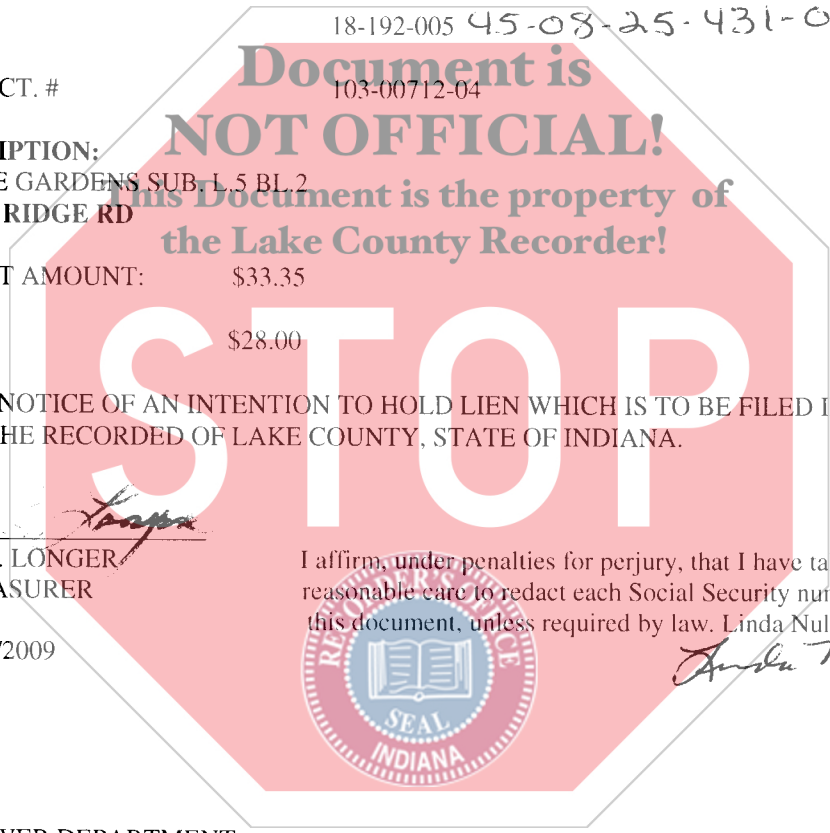 18-192-005 45-08-25-431-0
Document is
CT. # 103-00712-04
NOT OFFICIAL!
IPTION:
E GARDENS SUB. L.5 BL.2
This Document is the property of
RIDGE RD
the Lake County Recorder!
T AMOUNT: $33.35
$28.00
STOP
NOTICE OF AN INTENTION TO HOLD LIEN WHICH IS TO BE FILED I
HE RECORDED OF LAKE COUNTY, STATE OF INDIANA.
. LONGER
ASURER
/2009
I affirm, under penalties for perjury, that I have ta
reasonable care to redact each Social Security nu
this document, unless required by law. Linda Nul
RECORDER'S OFFICE
SEAL
INDIANA
VER DEPARTMENT